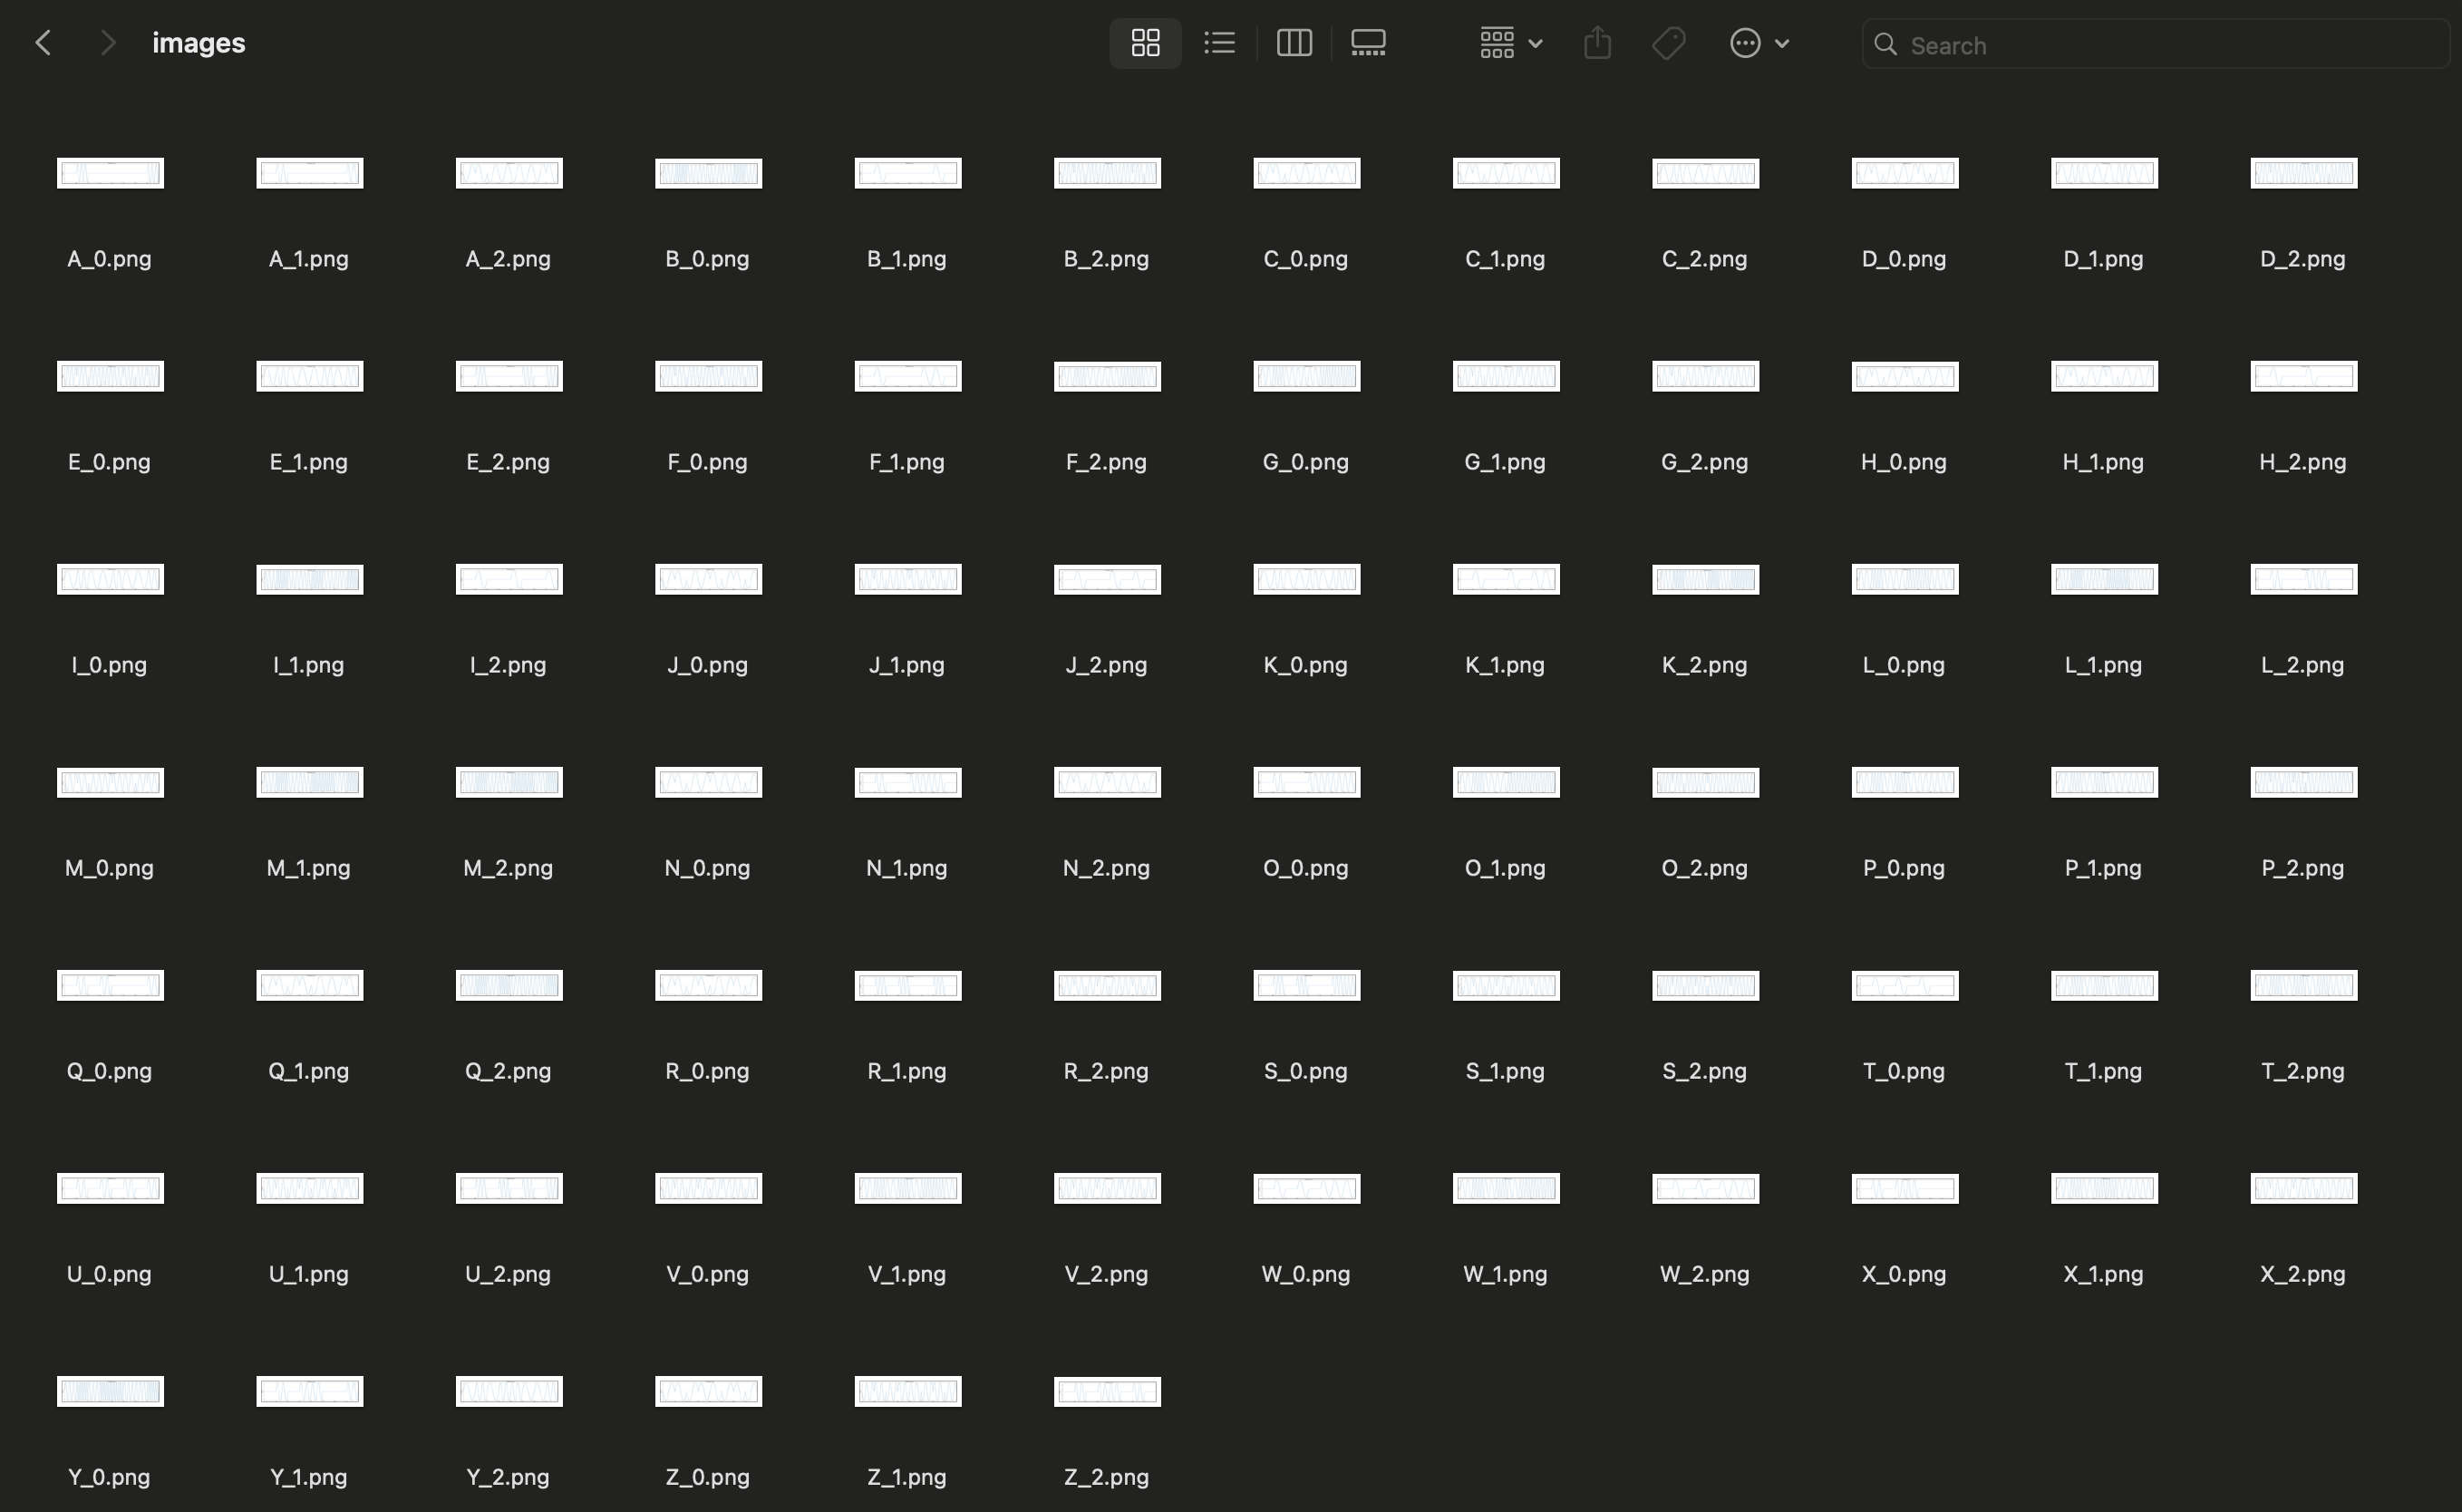 images
Search
A_0.png A_1.png A_2.png B_0.png B_1.png B_2.png C_0.png C_1.png C_2.png D_0.png D_1.png D_2.png
E_0.png E_1.png E_2.png F_0.png F_1.png F_2.png G_0.png G_1.png G_2.png H_0.png H_1.png H_2.png
I_0.png I_1.png I_2.png J_0.png J_1.png J_2.png K_0.png K_1.png K_2.png L_0.png L_1.png L_2.png
M_0.png M_1.png M_2.png N_0.png N_1.png N_2.png O_0.png O_1.png O_2.png P_0.png P_1.png P_2.png
Q_0.png Q_1.png Q_2.png R_0.png R_1.png R_2.png S_0.png S_1.png S_2.png T_0.png T_1.png T_2.png
U_0.png U_1.png U_2.png V_0.png V_1.png V_2.png W_0.png W_1.png W_2.png X_0.png X_1.png X_2.png
Y_0.png Y_1.png Y_2.png Z_0.png Z_1.png Z_2.png